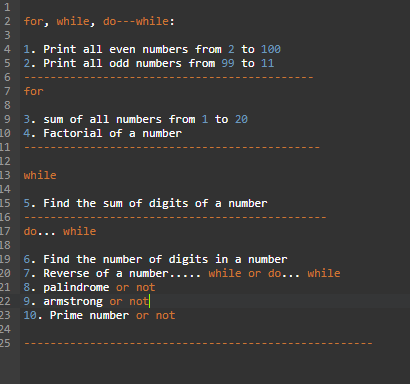 1
2 for, while, do---while:
3
4 1. Print all even numbers from 2 to 100
5 2. Print all odd numbers from 99 to 11
6 --------------------------------------------------
7 for
8
9 3. sum of all numbers from 1 to 20
10 4. Factorial of a number
11 ---------------------------------------------------
12
13 while
14
15 5. Find the sum of digits of a number
16 ----------------------------------------------------
17 do... while
18
19 6. Find the number of digits in a number
20 7. Reverse of a number..... while or do... while
21 8. palindrome or not
22 9. armstrong or not
23 10. Prime number or not
24
25 ------------------------------------------------------------